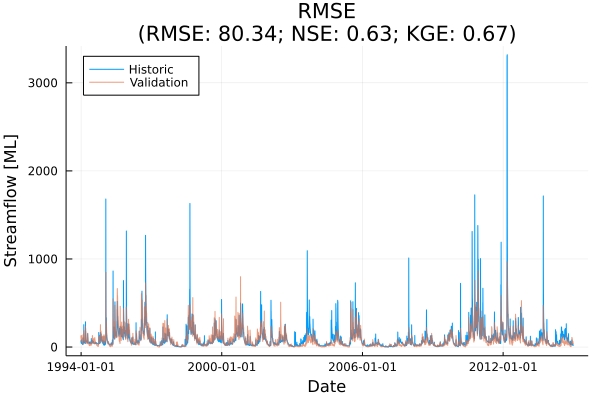 RMSE
(RMSE: 80.34; NSE: 0.63; KGE: 0.67)
Historic
Validation
Streamflow [ML]
3000
2000
1000
0
1994-01-01
2000-01-01
2006-01-01
2012-01-01
Date